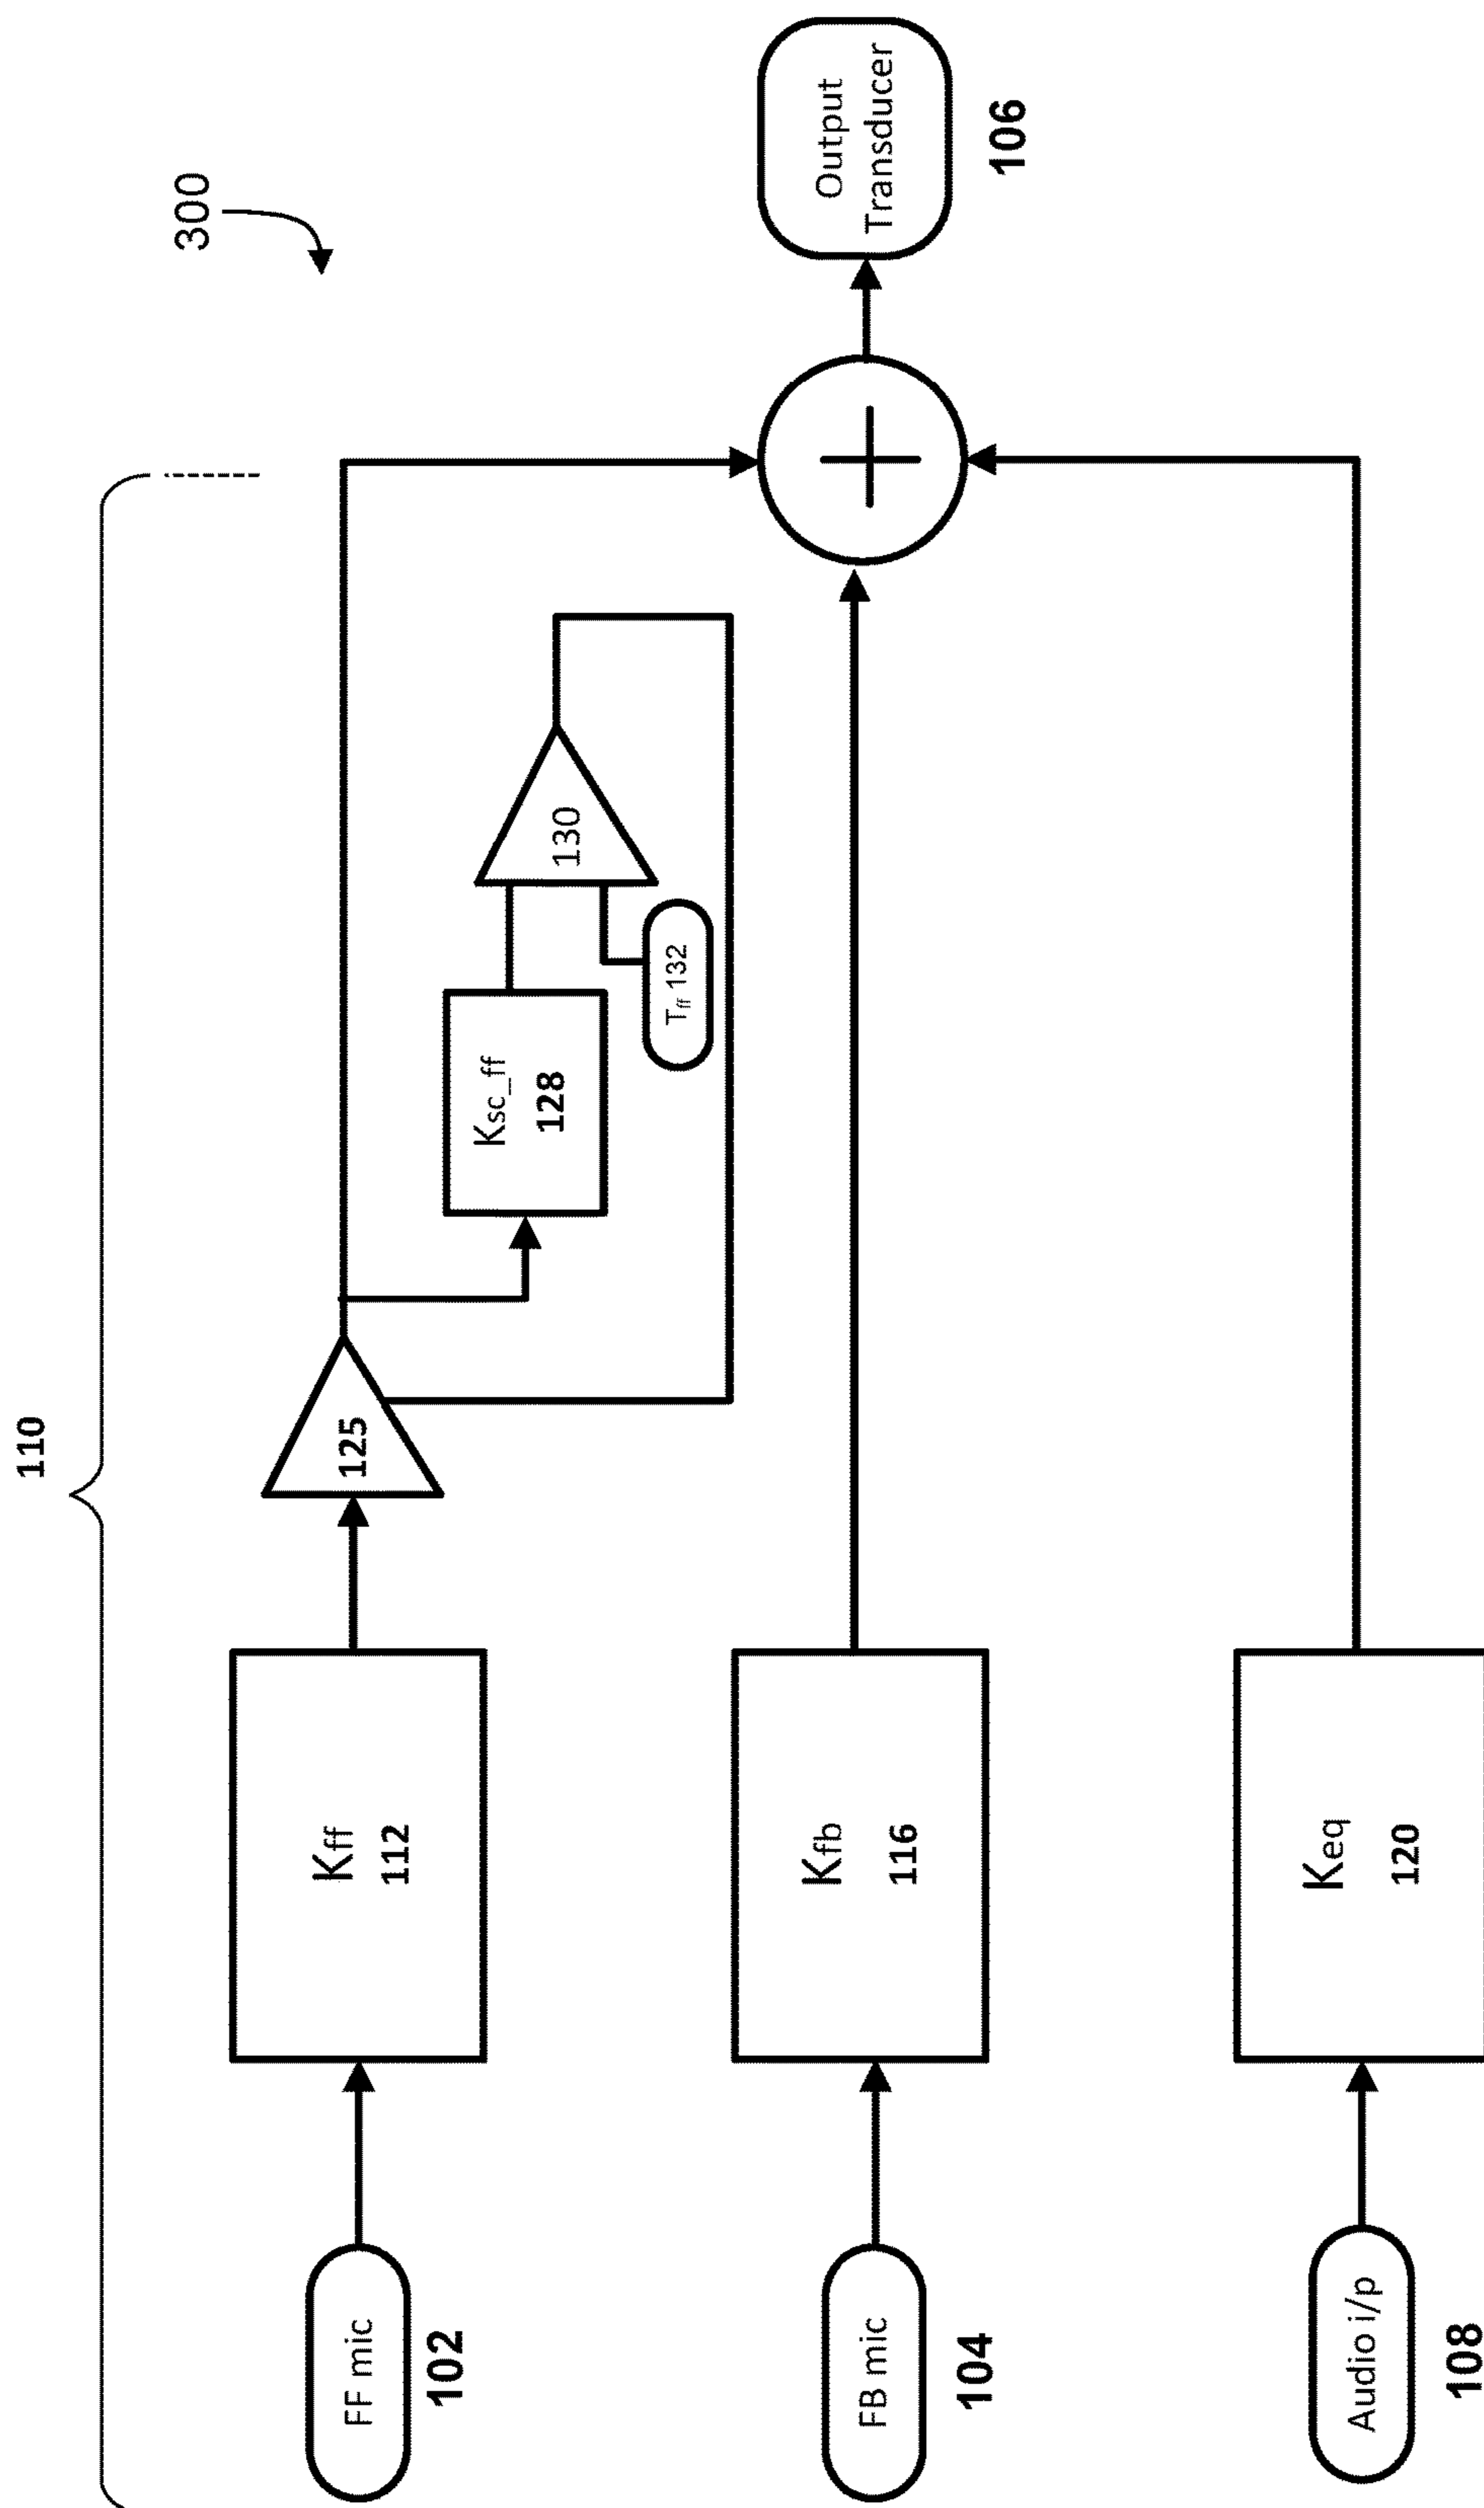 110
300
FF mic
102
Kff
112
125
Ksc_ff
128
Tff 132
130
FB mic
104
Kfb
116
+
Output
Transducer
106
Audio i/p
108
Keq
120